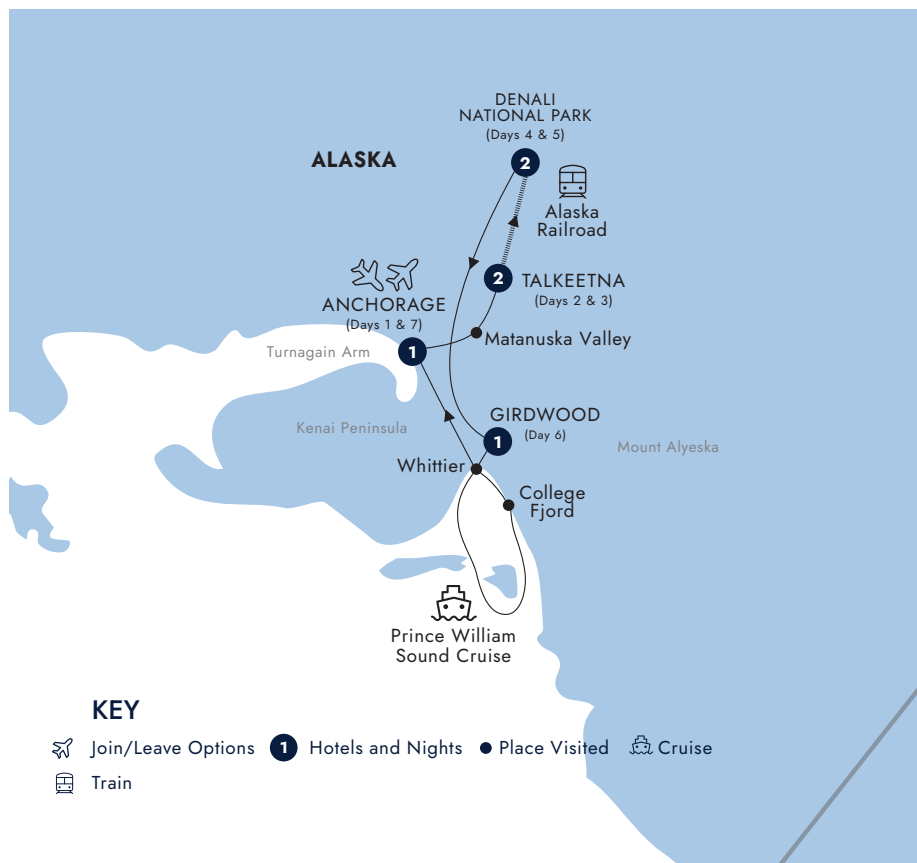 DENALI
NATIONAL PARK
(Days 4 & 5)
ALASKA
2
Alaska
Railroad
2
TALKEETNA
(Days 2 & 3)
ANCHORAGE
(Days 1 & 7)
Matanuska Valley
Turnagain Arm
1
GIRDWOOD
(Day 6)
1
Kenai Peninsula
Mount Alyeska
Whittier
College
Fjord
Prince William
Sound Cruise
KEY
Join/Leave Options
1
Hotels and Nights
Place Visited
Cruise
Train